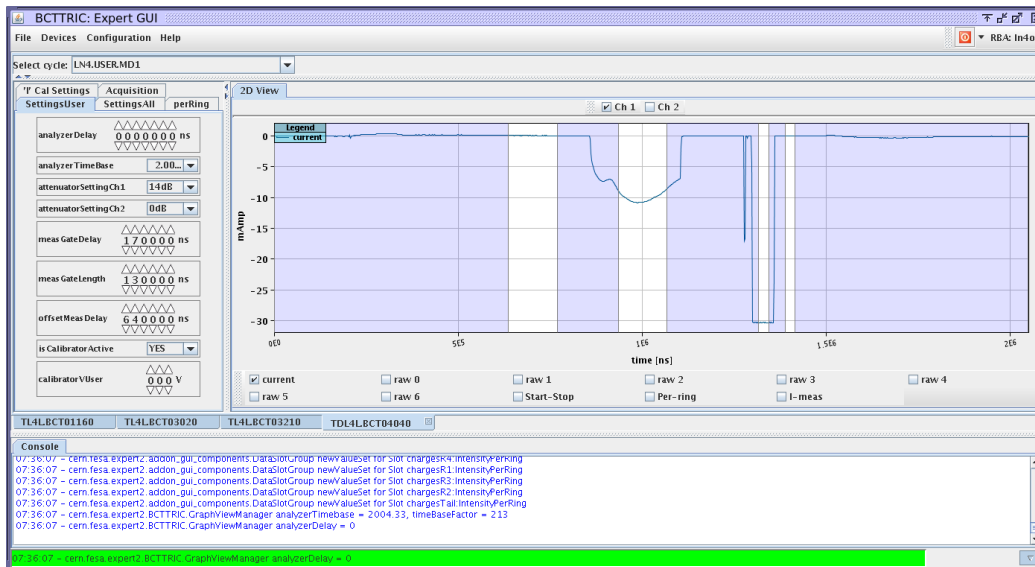 BCTTRIC: Expert GUI
File Devices Configuration Help
RBA: ln4o
Select cycle: LN4.USER.MD1
'I' Cal Settings Acquisition
SettingsUser SettingsAll perRing
analyzerDelay 0000000 ns
analyzerTimeBase 2.00...
attenuatorSettingCh1 14dB
attenuatorSettingCh2 0dB
measGateDelay 170000 ns
measGateLength 130000 ns
offsetMeasDelay 640000 ns
isCalibratorActive YES
calibratorVUser 000 V
2D View
Ch 1 Ch 2
Legend
current
0
-5
-10
-15
-20
-25
-30
mAmp
0E0 5E5 1E6 1.5E6 2E6
time [ns]
current raw 0 raw 1 raw 2 raw 3 raw 4
raw 5 raw 6 Start-Stop Per-ring I-meas
TL4L.BCT01160 TL4L.BCT03020 TL4L.BCT03210 TDL4L.BCT04040
Console
07:36:07 - cern.fesa.expert2.addon_gui_components.DataSlotGroup newValueSet for Slot chargesR4:IntensityPerRing
07:36:07 - cern.fesa.expert2.addon_gui_components.DataSlotGroup newValueSet for Slot chargesR1:IntensityPerRing
07:36:07 - cern.fesa.expert2.addon_gui_components.DataSlotGroup newValueSet for Slot chargesR3:IntensityPerRing
07:36:07 - cern.fesa.expert2.addon_gui_components.DataSlotGroup newValueSet for Slot chargesR2:IntensityPerRing
07:36:07 - cern.fesa.expert2.addon_gui_components.DataSlotGroup newValueSet for Slot chargesTail:IntensityPerRing
07:36:07 - cern.fesa.expert2.BCTTRIC.GraphViewManager analyzerTimebase = 2004.33, timeBaseFactor = 213
07:36:07 - cern.fesa.expert2.BCTTRIC.GraphViewManager analyzerDelay = 0
07:36:07 - cern.fesa.expert2.BCTTRIC.GraphViewManager analyzerDelay = 0